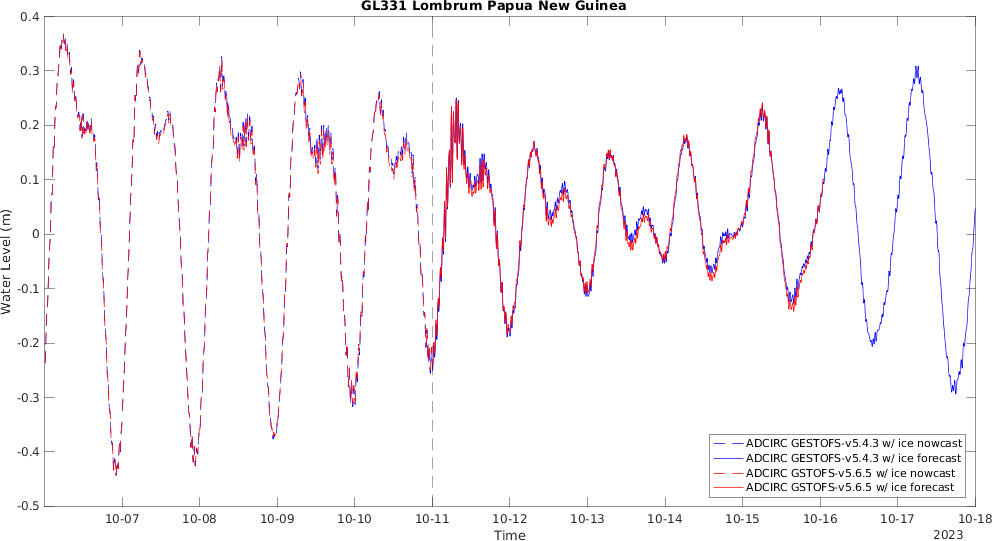 GL331 Lombrum Papua New Guinea
0.4
0.3
0.2
0.1
0
-0.1
-0.2
-0.3
-0.4
-0.5
Water Level (m)
10-07 10-08 10-09 10-10 10-11 10-12 10-13 10-14 10-15 10-16 10-17 10-18
Time
2023
ADCIRC GESTOFS-v5.4.3 w/ ice nowcast
ADCIRC GESTOFS-v5.4.3 w/ ice forecast
ADCIRC GSTOFS-v5.6.5 w/ ice nowcast
ADCIRC GSTOFS-v5.6.5 w/ ice forecast